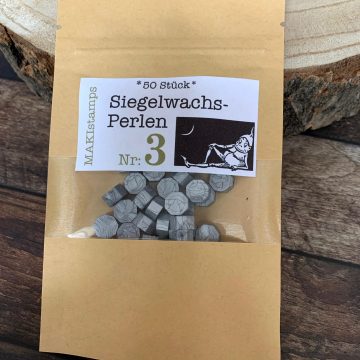 *50 Stück*
Siegelwachs-
Perlen
Nr: 3
MAKIstamps